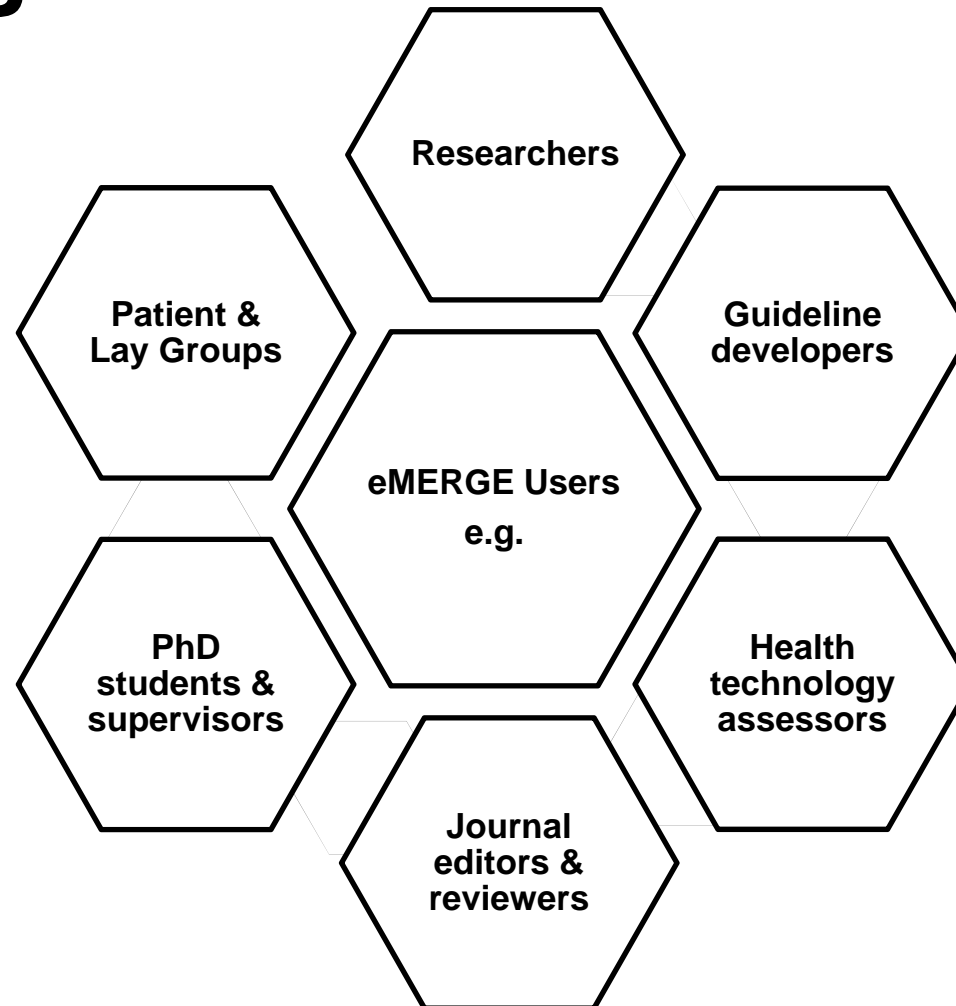 Researchers
Patient &
Lay Groups
Guideline
developers
eMERGE Users
e.g.
PhD
students &
supervisors
Health
technology
assessors
Journal
editors &
reviewers